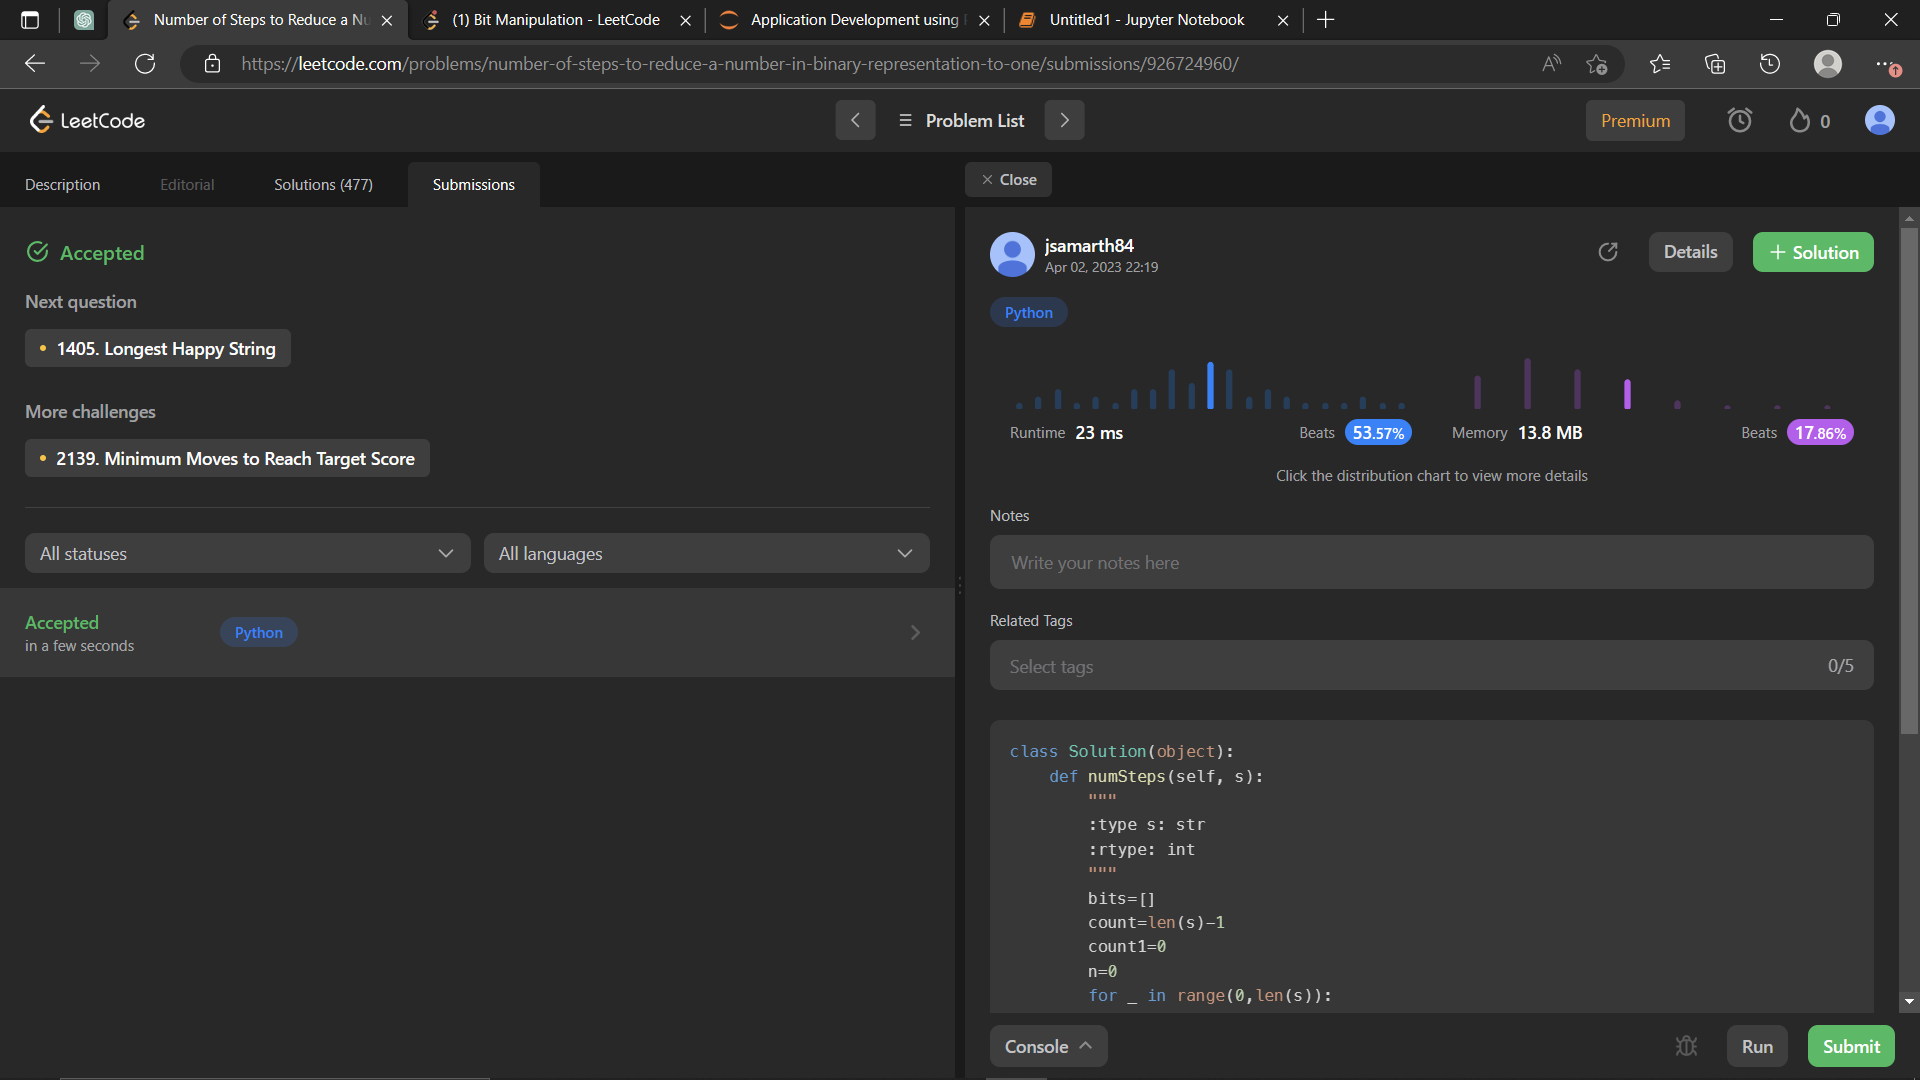 Number of Steps to Reduce a Nu
(1) Bit Manipulation - LeetCode
Application Development using
Untitled1 - Jupyter Notebook
https://leetcode.com/problems/number-of-steps-to-reduce-a-number-in-binary-representation-to-one/submissions/926724960/
LeetCode
Problem List
Premium
0
Description
Editorial
Solutions (477)
Submissions
Close
Accepted
Next question
1405. Longest Happy String
More challenges
2139. Minimum Moves to Reach Target Score
All statuses
All languages
Accepted
in a few seconds
Python
jsamarth84
Apr 02, 2023 22:19
Details
+ Solution
Python
Runtime 23 ms
Beats 53.57%
Memory 13.8 MB
Beats 17.86%
Click the distribution chart to view more details
Notes
Write your notes here
Related Tags
Select tags
0/5
class Solution(object):
    def numSteps(self, s):
        """
        :type s: str
        :rtype: int
        """
        bits=[]
        count=len(s)-1
        count1=0
        n=0
        for _ in range(0,len(s)):
Console
Run
Submit